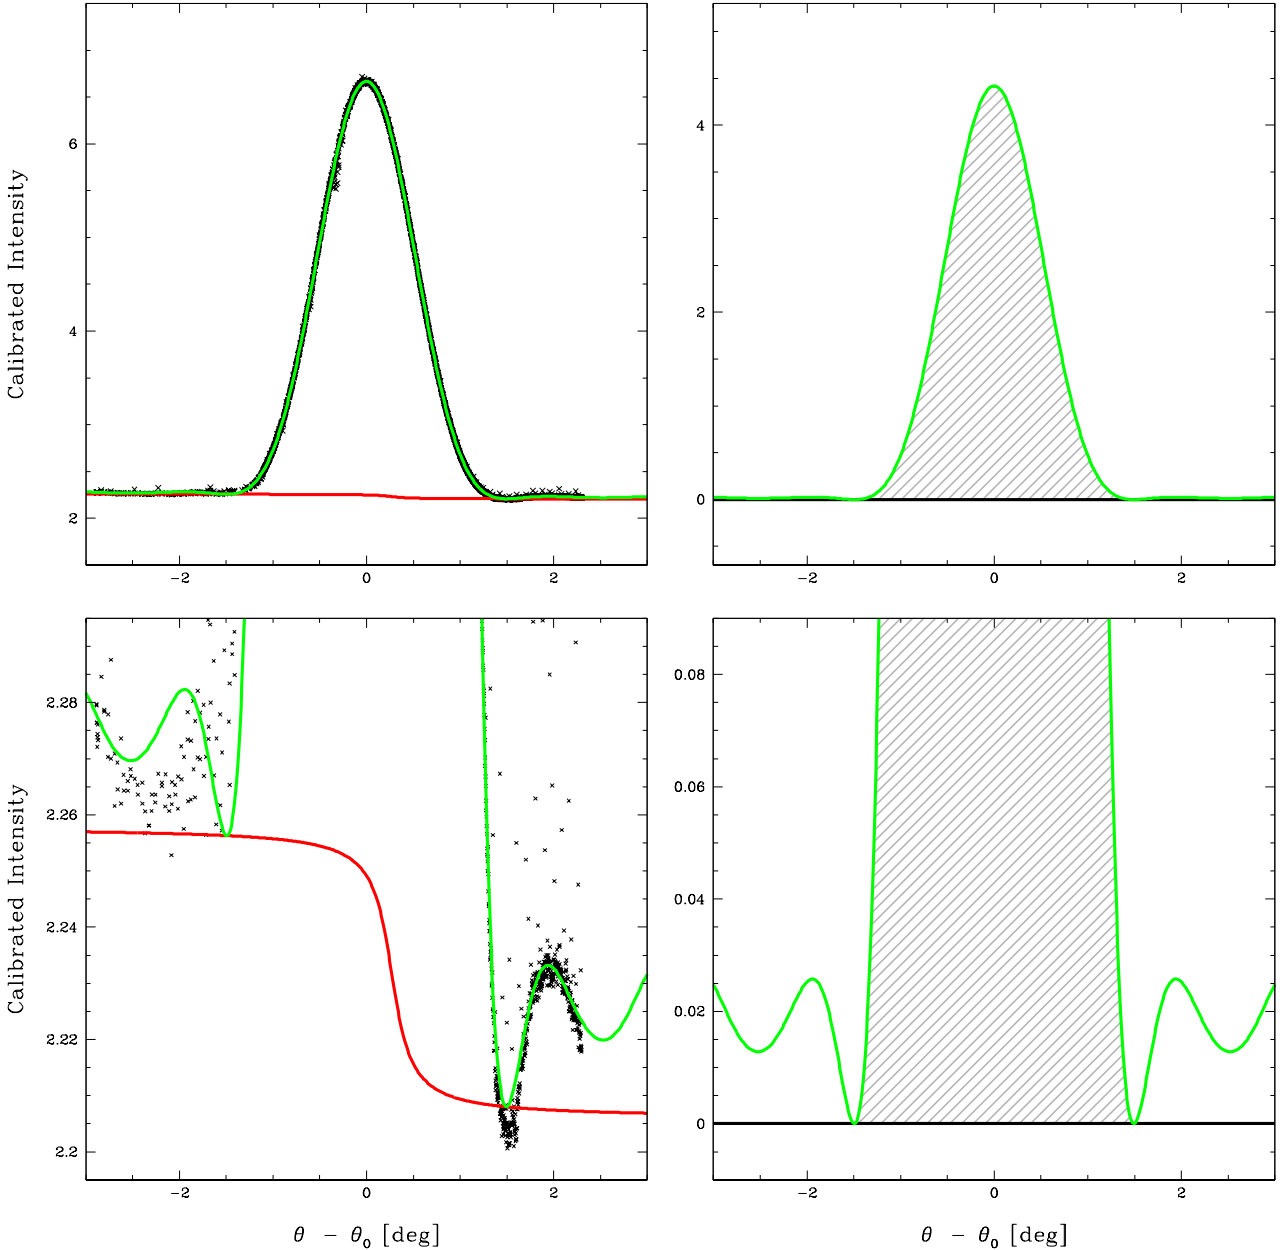 Calibrated Intensity
6
4
2
-2 0 2
4
2
0
-2 0 2
Calibrated Intensity
2.28
2.26
2.24
2.22
2.2
-2 0 2
θ - θ0 [deg]
0.08
0.06
0.04
0.02
0
-2 0 2
θ - θ0 [deg]